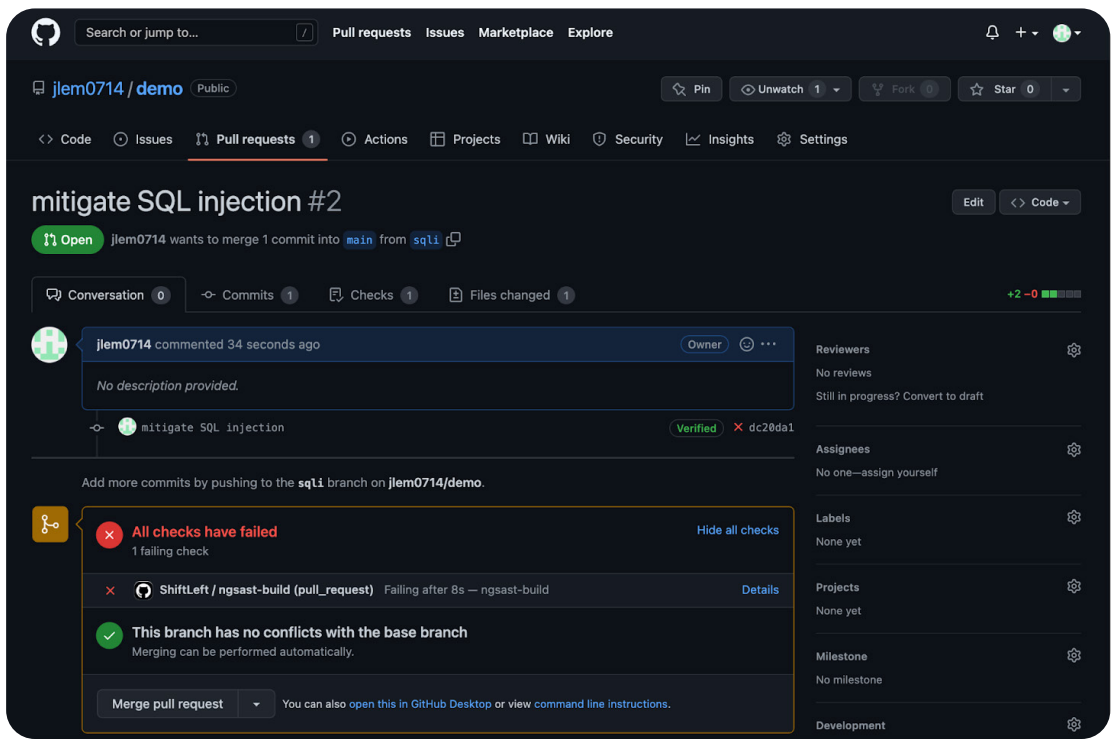 Search or jump to... / Pull requests Issues Marketplace Explore
jlem0714 / demo Public Pin Unwatch 1 Fork 0 Star 0
Code Issues Pull requests 1 Actions Projects Wiki Security Insights Settings
mitigate SQL injection #2 Edit Code
Open jlem0714 wants to merge 1 commit into main from sqli
Conversation 0 Commits 1 Checks 1 Files changed 1 +2 −0
jlem0714 commented 34 seconds ago Owner
No description provided.
mitigate SQL injection Verified dc20da1
Add more commits by pushing to the sqli branch on jlem0714/demo.
All checks have failed Hide all checks
1 failing check
ShiftLeft / ngsast-build (pull_request) Failing after 8s — ngsast-build Details
This branch has no conflicts with the base branch
Merging can be performed automatically.
Merge pull request You can also open this in GitHub Desktop or view command line instructions.
Reviewers
No reviews
Still in progress? Convert to draft
Assignees
No one—assign yourself
Labels
None yet
Projects
None yet
Milestone
No milestone
Development